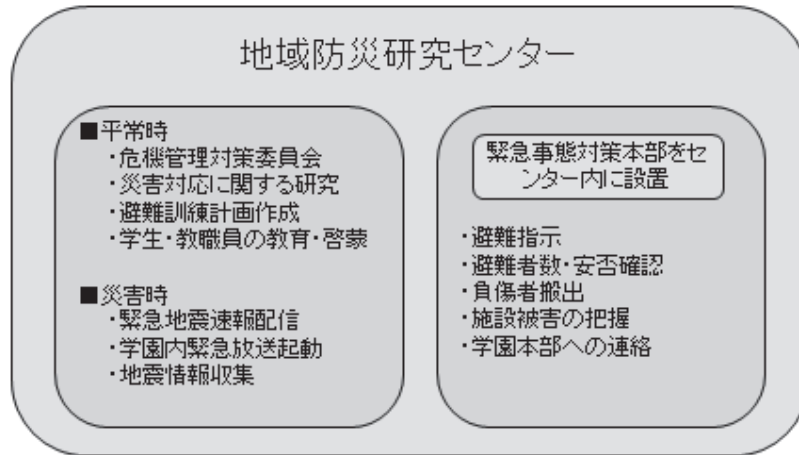 地域防災研究センター
■平常時
・危機管理対策委員会
・災害対応に関する研究
・避難訓練計画作成
・学生・教職員の教育・啓蒙
■災害時
・緊急地震速報配信
・学園内緊急放送起動
・地震情報収集
緊急事態対策本部をセ
ンター内に設置
・避難指示
・避難者数・安否確認
・負傷者搬出
・施設被害の把握
・学園本部への連絡